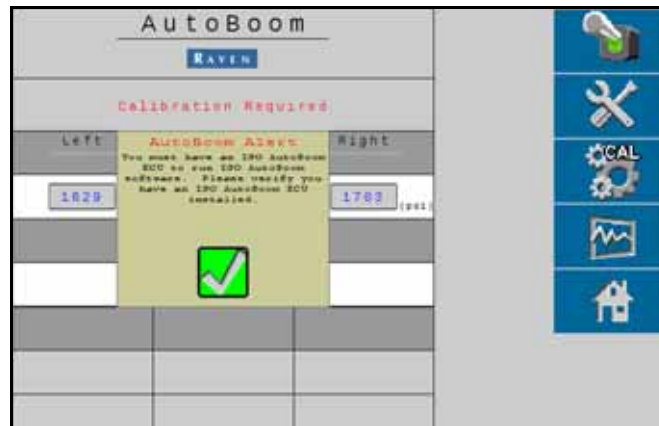 AutoBoom
RAVEN
Calibration Required
Left
AutoBoom Alert
Right
You must have an ISO AutoBoom
ECU to run ISO AutoBoom
software. Please verify you
have an ISO AutoBoom ECU
installed.
1629
1763 (psi)
CAL